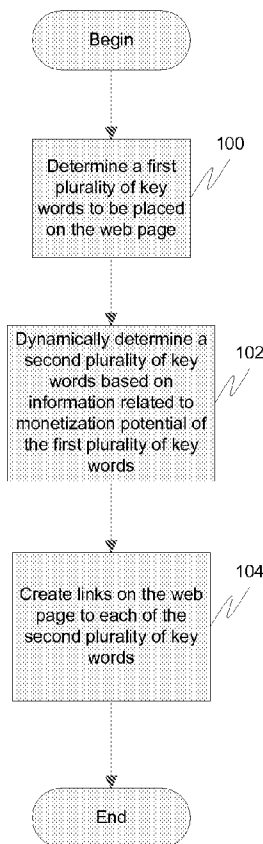 Begin
100
Determine a first
plurality of key
words to be placed
on the web page
102
Dynamically determine a
second plurality of key
words based on
information related to
monetization potential of
the first plurality of key
words
104
Create links on the web
page to each of the
second plurality of key
words
End